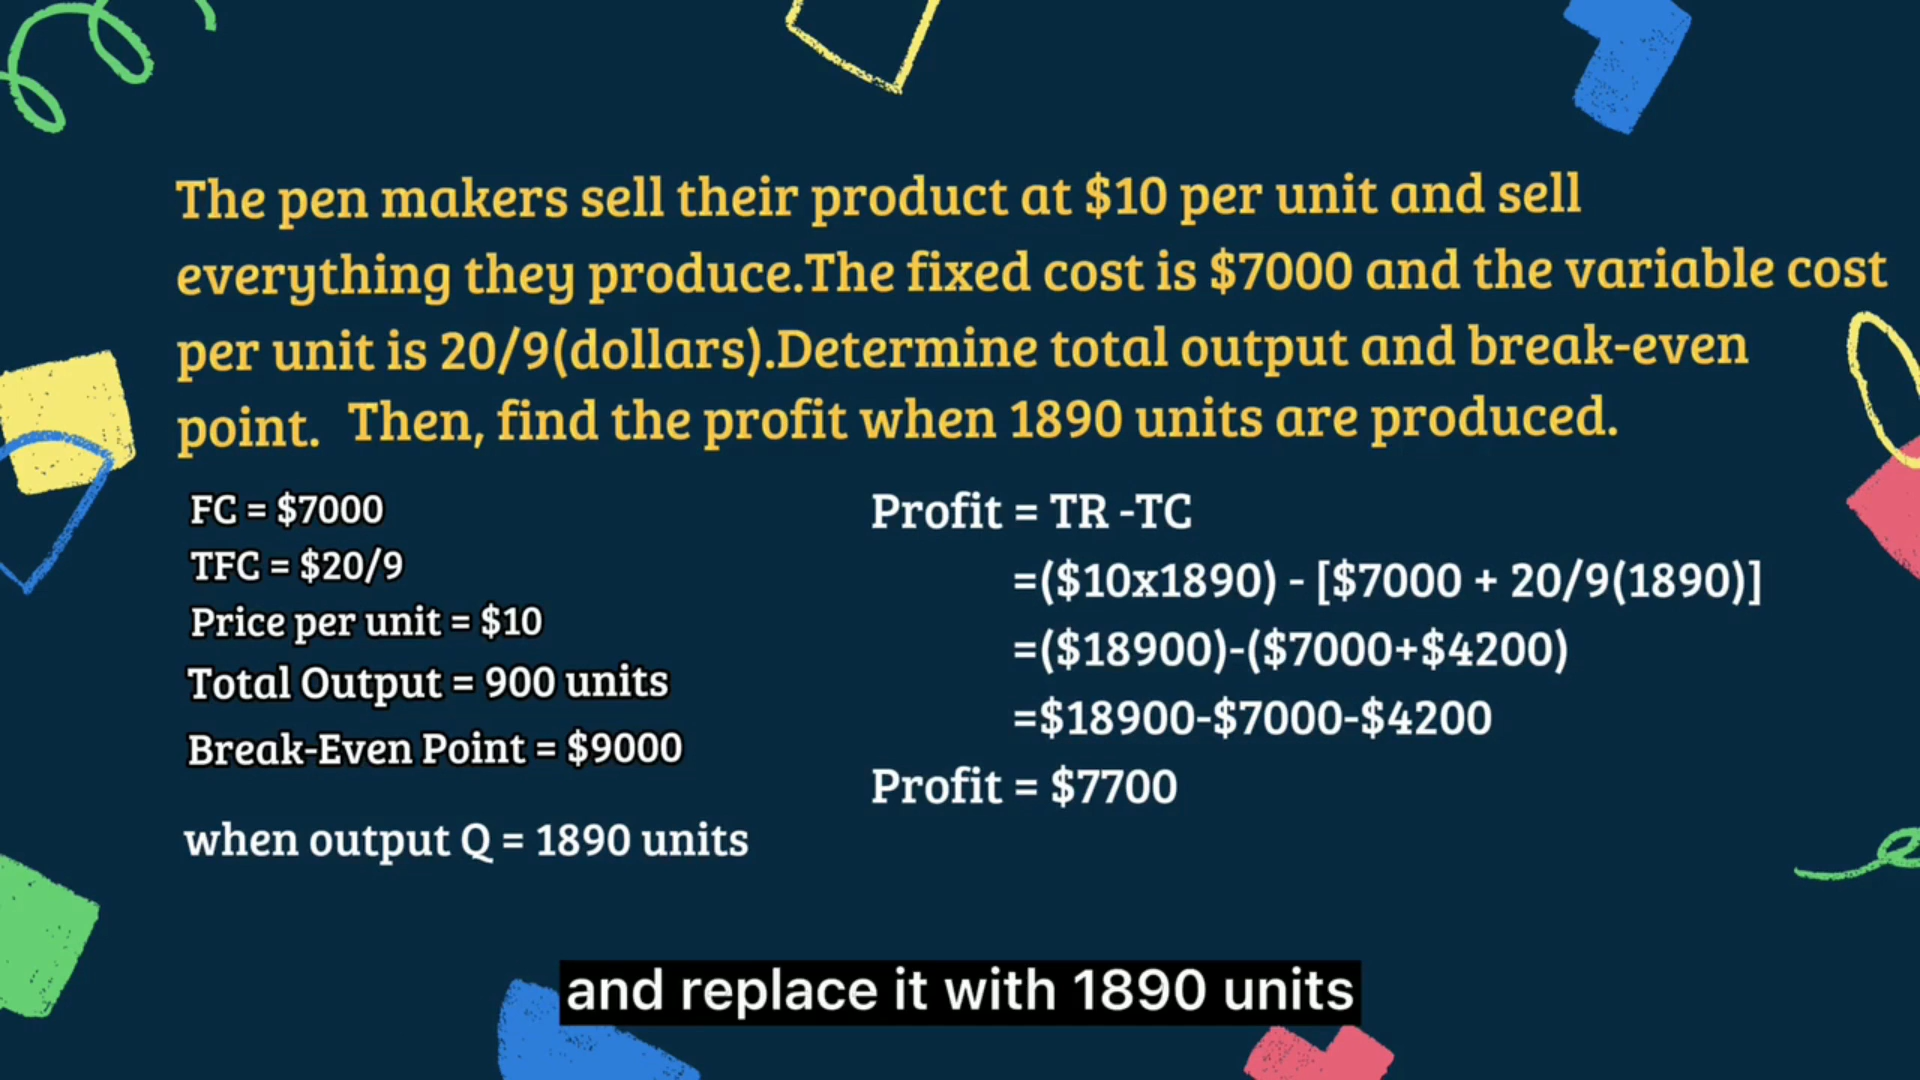 The pen makers sell their product at $10 per unit and sell
everything they produce.The fixed cost is $7000 and the variable cost
per unit is 20/9(dollars).Determine total output and break-even
point. Then, find the profit when 1890 units are produced.
FC = $7000
TFC = $20/9
Price per unit = $10
Total Output = 900 units
Break-Even Point = $9000
when output Q = 1890 units
Profit = TR -TC
=($10x1890) - [$7000 + 20/9(1890)]
=($18900)-($7000+$4200)
=$18900-$7000-$4200
Profit = $7700
and replace it with 1890 units